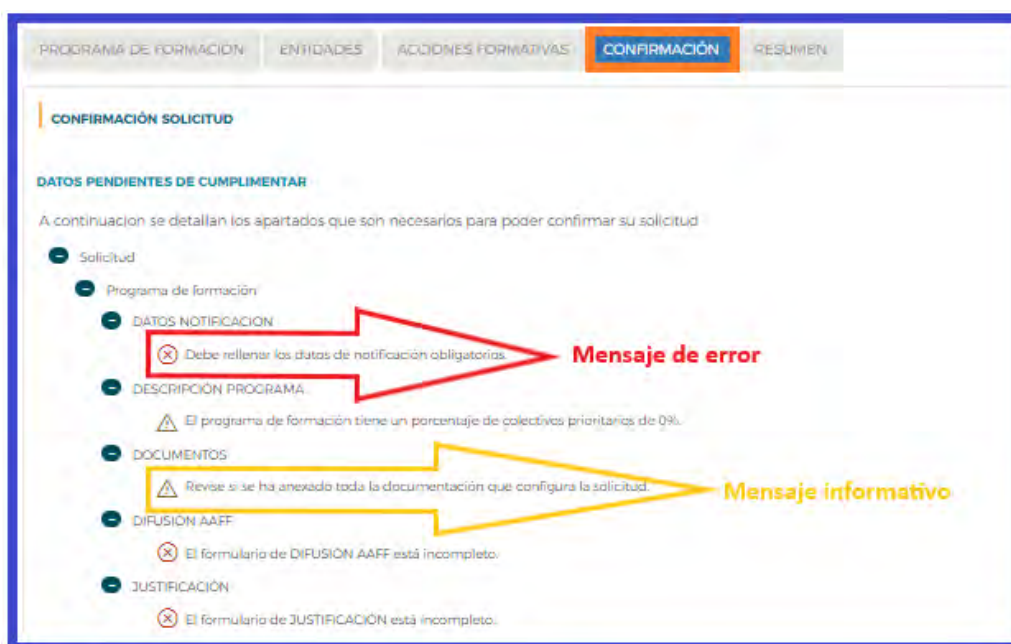 PROGRAMA DE FORMACIÓN ENTIDADES ACCIONES FORMATIVAS CONFIRMACIÓN RESUMEN
CONFIRMACIÓN SOLICITUD
DATOS PENDIENTES DE CUMPLIMENTAR
A continuacion se detallan los apartados que son necesarios para poder confirmar su solicitud
Solicitud
Programa de formación
DATOS NOTIFICACION
Debe rellenar los datos de notificación obligatorios.
Mensaje de error
DESCRIPCIÓN PROGRAMA
El programa de formación tiene un porcentaje de colectivos prioritarios de 0%.
DOCUMENTOS
Revise si se ha anexado toda la documentación que configura la solicitud.
Mensaje informativo
DIFUSION AAFF
El formulario de DIFUSION AAFF está incompleto.
JUSTIFICACIÓN
El formulario de JUSTIFICACIÓN está incompleto.